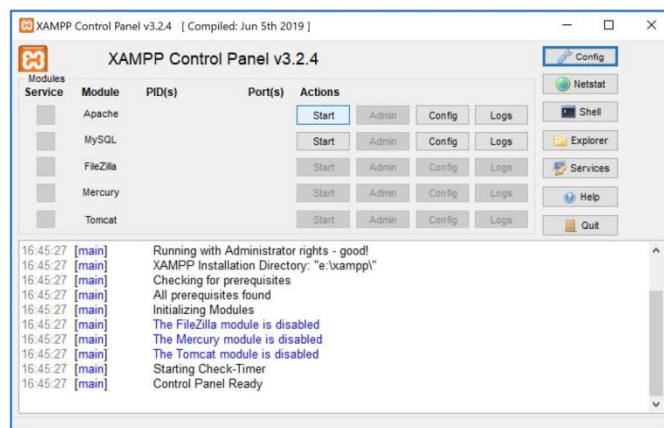 XAMPP Control Panel v3.2.4 [ Compiled: Jun 5th 2019 ]
XAMPP Control Panel v3.2.4
Config
Modules
Service Module PID(s) Port(s) Actions
Netstat
Apache Start Admin Config Logs
Shell
MySQL Start Admin Config Logs
Explorer
FileZilla Start Admin Config Logs
Services
Mercury Start Admin Config Logs
Help
Tomcat Start Admin Config Logs
Quit
16:45:27 [main] Running with Administrator rights - good!
16:45:27 [main] XAMPP Installation Directory: "e:\xampp\"
16:45:27 [main] Checking for prerequisites
16:45:27 [main] All prerequisites found
16:45:27 [main] Initializing Modules
16:45:27 [main] The FileZilla module is disabled
16:45:27 [main] The Mercury module is disabled
16:45:27 [main] The Tomcat module is disabled
16:45:27 [main] Starting Check-Timer
16:45:27 [main] Control Panel Ready